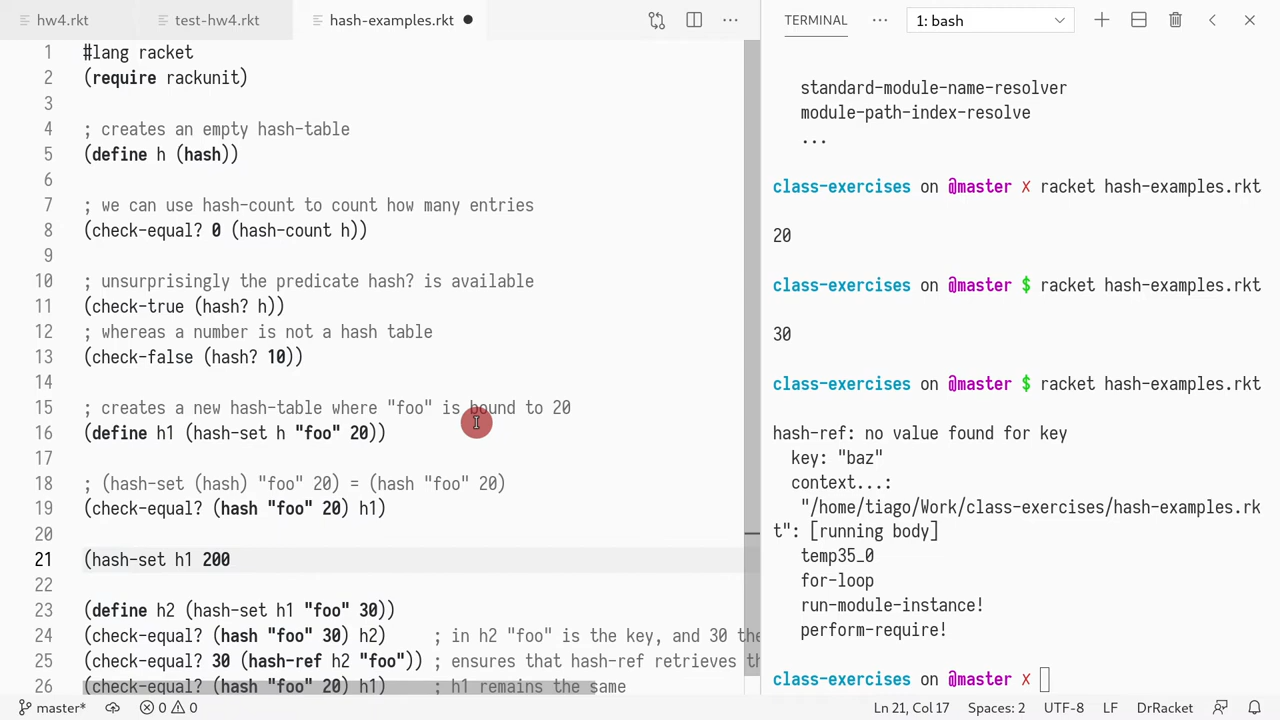 hw4.rkt
test-hw4.rkt
hash-examples.rkt
1 #lang racket
2 (require rackunit)
3
4 ; creates an empty hash-table
5 (define h (hash))
6
7 ; we can use hash-count to count how many entries
8 (check-equal? 0 (hash-count h))
9
10 ; unsurprisingly the predicate hash? is available
11 (check-true (hash? h))
12 ; whereas a number is not a hash table
13 (check-false (hash? 10))
14
15 ; creates a new hash-table where "foo" is bound to 20
16 (define h1 (hash-set h "foo" 20))
17
18 ; (hash-set (hash) "foo" 20) = (hash "foo" 20)
19 (check-equal? (hash "foo" 20) h1)
20
21 (hash-set h1 200
22
23 (define h2 (hash-set h1 "foo" 30))
24 (check-equal? (hash "foo" 30) h2) ; in h2 "foo" is the key, and 30 the
25 (check-equal? 30 (hash-ref h2 "foo")) ; ensures that hash-ref retrieves th
26 (check-equal? (hash "foo" 20) h1) ; h1 remains the same
TERMINAL ... 1: bash
standard-module-name-resolver
module-path-index-resolve
...
class-exercises on @master ✗ racket hash-examples.rkt
20
class-exercises on @master $ racket hash-examples.rkt
30
class-exercises on @master $ racket hash-examples.rkt
hash-ref: no value found for key
key: "baz"
context...:
"/home/tiago/Work/class-exercises/hash-examples.rk
t": [running body]
temp35_0
for-loop
run-module-instance!
perform-require!
class-exercises on @master ✗
master* 0 0 Ln 21, Col 17 Spaces: 2 UTF-8 LF DrRacket